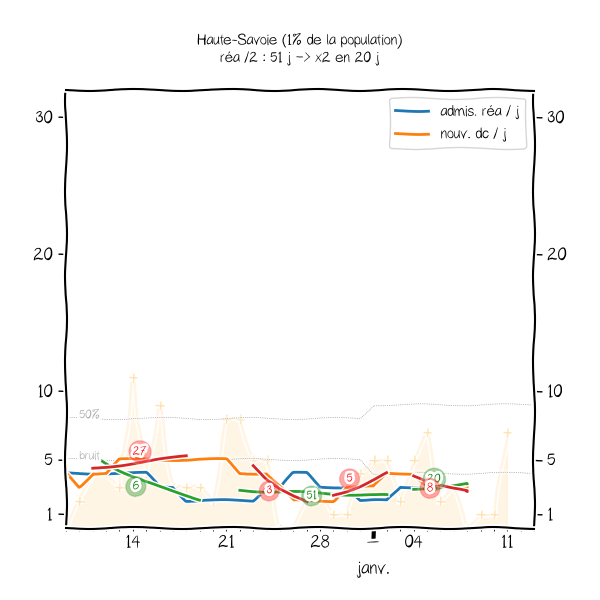 Haute-Savoie (1% de la population)
réa /2 : 51 j -> x2 en 20 j
admis. réa / j
nouv. dc / j
30 30
20 20
10 10
50%
bruit
5 5
27
6
3
51
5
20
8
1 1
14 21 28 1 04 11
janv.